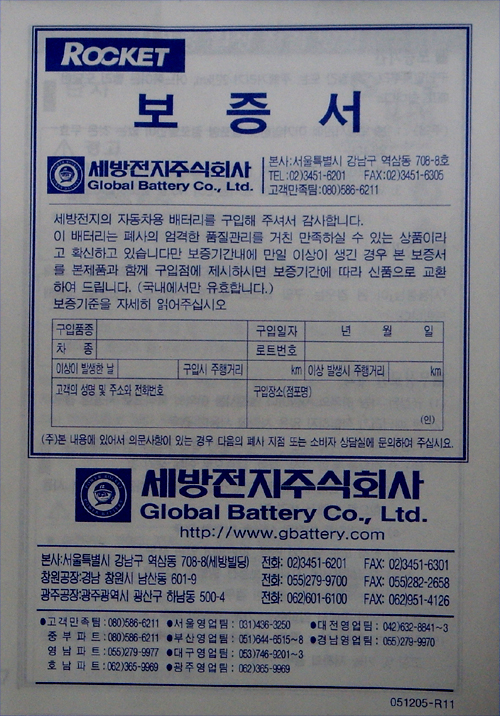 ROCKET
보 증 서
세방전지주식회사
Global Battery Co., Ltd.
본사:서울특별시 강남구 역삼동 708-8호
TEL:02)3451-6201 FAX:02)3451-6305
고객만족팀:080)586-6211
세방전지의 자동차용 배터리를 구입해 주셔서 감사합니다.
이 배터리는 폐사의 엄격한 품질관리를 거친 만족하실 수 있는 상품이라
고 확신하고 있습니다만 보증기간내에 만일 이상이 생긴 경우 본 보증서
를 본제품과 함께 구입점에 제시하시면 보증기간에 따라 신품으로 교환
하여 드립니다. (국내에서만 유효합니다.)
보증기준을 자세히 읽어주십시오
구입품종 구입일자 년 월 일
차 종 로트번호
이상이 발생한 날 구입시 주행거리 km 이상 발생시 주행거리 km
고객의 성명 및 주소와 전화번호 구입장소(점포명)
(인)
(주)본 내용에 있어서 의문사항이 있는 경우 다음의 폐사 지점 또는 소비자 상담실에 문의하여 주십시요.
세방전지주식회사
Global Battery Co., Ltd.
http://www.gbattery.com
본사:서울특별시 강남구 역삼동 708-8(세방빌딩) 전화: 02)3451-6201 FAX: 02)3451-6301
창원공장:경남 창원시 남산동 601-9 전화: 055)279-9700 FAX: 055)282-2658
광주공장:광주광역시 광산구 하남동 500-4 전화: 062)601-6100 FAX: 062)951-4126
●고객만족팀:080)586-6211 ●서울영업팀: 031)436-3250 ●대전영업팀: 042)632-8841~3
중부파트:080)586-6211 ●부산영업팀: 051)644-6515~8 ●경남영업팀: 055)279-9970
영남파트:055)279-9977 ●대구영업팀: 053)746-9201~3
호남파트:062)365-9969 ●광주영업팀: 062)365-9969
051205-R11